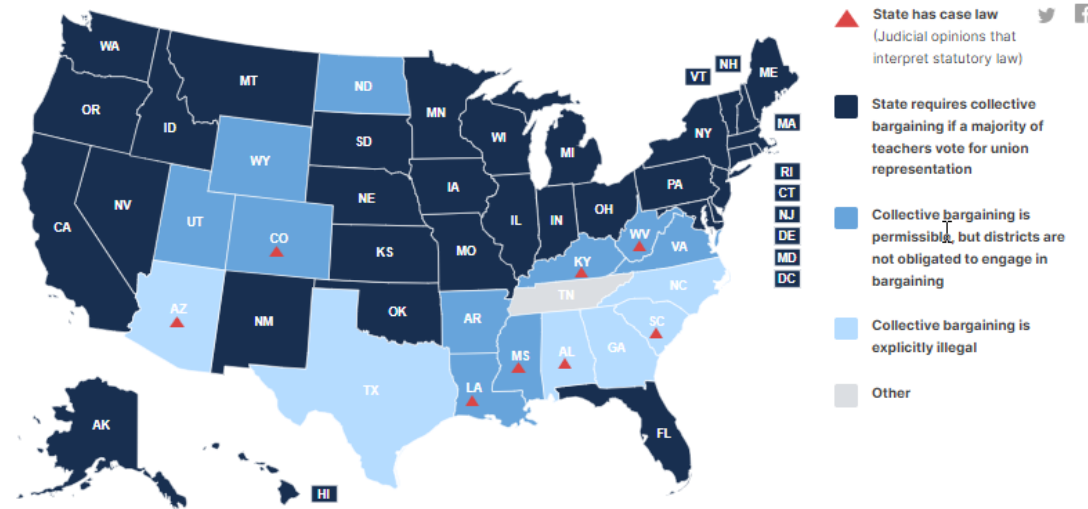 State has case law
(Judicial opinions that
interpret statutory law)
State requires collective
bargaining if a majority of
teachers vote for union
representation
Collective bargaining is
permissible, but districts are
not obligated to engage in
bargaining
Collective bargaining is
explicitly illegal
Other
WA
MT
ND
MN
VT
NH
ME
OR
ID
SD
WI
MI
NY
MA
WY
NE
IA
PA
RI
CT
NV
UT
CO
IL
IN
OH
NJ
CA
KS
MO
WV
VA
DE
MD
KY
DC
AZ
NM
OK
AR
TN
NC
SC
TX
LA
MS
AL
GA
AK
HI
FL